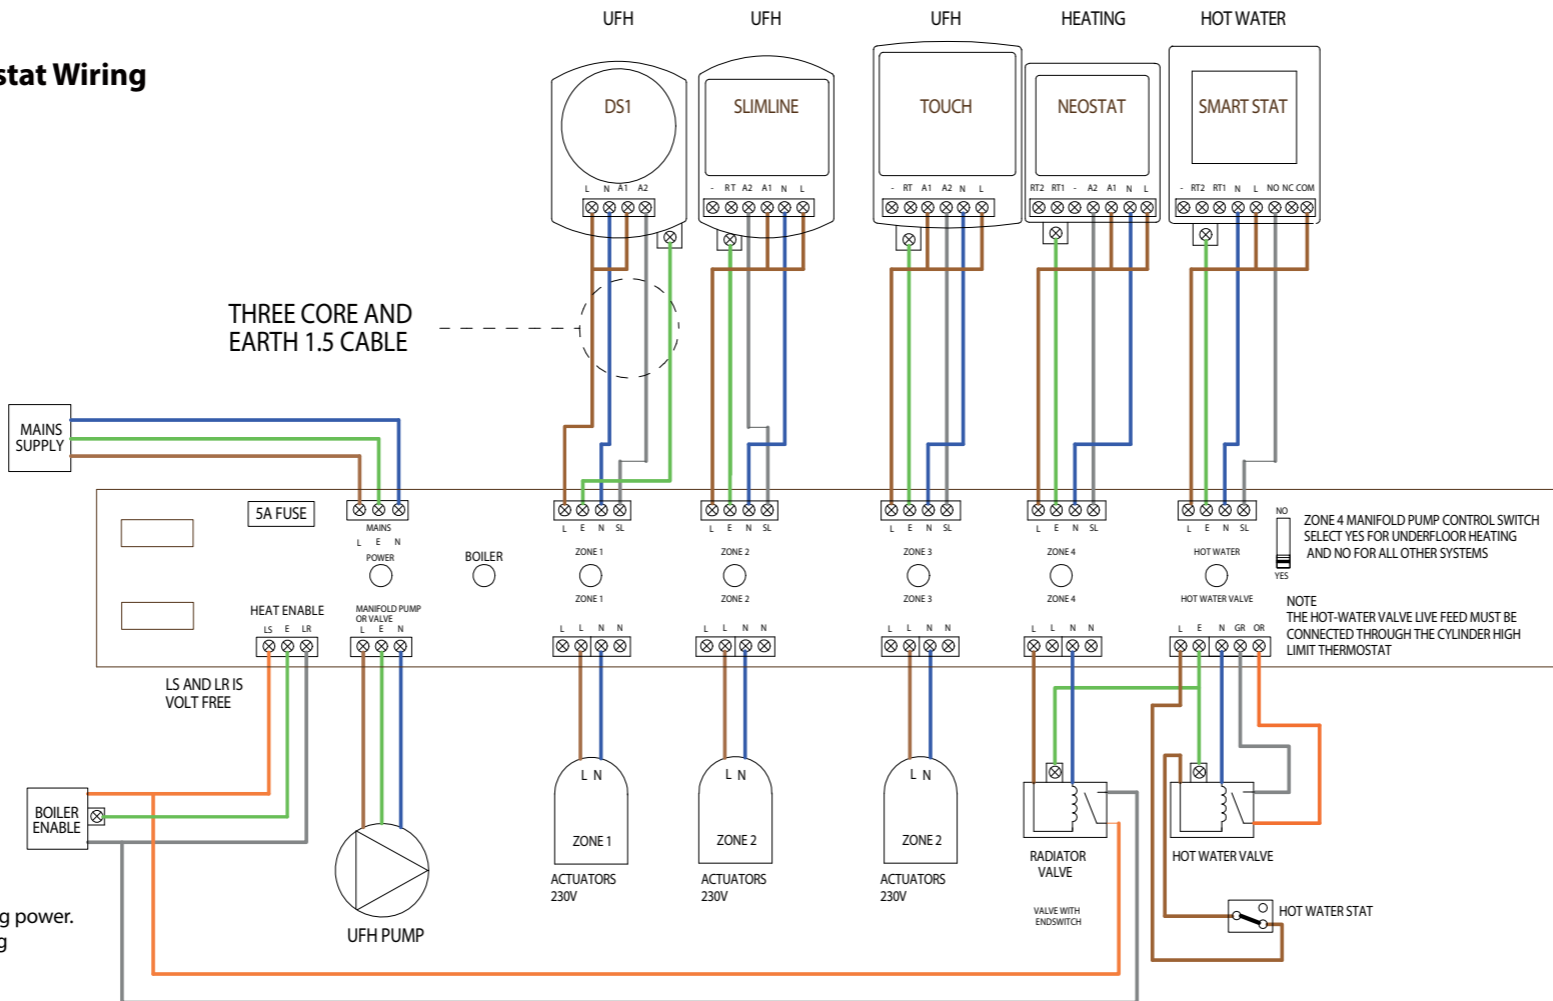 UFH
UFH
UFH
HEATING
HOT WATER
stat Wiring
DS1
SLIMLINE
TOUCH
NEOSTAT
SMART STAT
L N A1 A2
- RT A2 A1 N L
- RT A1 A2 N L
RT2 RT1 - A2 A1 N L
- RT2 RT1 N L NO NC COM
THREE CORE AND
EARTH 1.5 CABLE
MAINS
SUPPLY
5A FUSE
MAINS
L E N
POWER
BOILER
L E N SL
ZONE 1
ZONE 1
L E N SL
ZONE 2
ZONE 2
L E N SL
ZONE 3
ZONE 3
L E N SL
ZONE 4
ZONE 4
L E N SL
HOT WATER
HOT WATER VALVE
NO
YES
ZONE 4 MANIFOLD PUMP CONTROL SWITCH
SELECT YES FOR UNDERFLOOR HEATING
AND NO FOR ALL OTHER SYSTEMS
NOTE
THE HOT-WATER VALVE LIVE FEED MUST BE
CONNECTED THROUGH THE CYLINDER HIGH
LIMIT THERMOSTAT
HEAT ENABLE
LS E LR
MANIFOLD PUMP
OR VALVE
L E N
L L N N
L L N N
L L N N
L L N N
L E N GR OR
LS AND LR IS
VOLT FREE
BOILER
ENABLE
UFH PUMP
L N
ZONE 1
ACTUATORS
230V
L N
ZONE 2
ACTUATORS
230V
L N
ZONE 2
ACTUATORS
230V
RADIATOR
VALVE
VALVE WITH
ENDSWITCH
HOT WATER VALVE
HOT WATER STAT
g power.
g